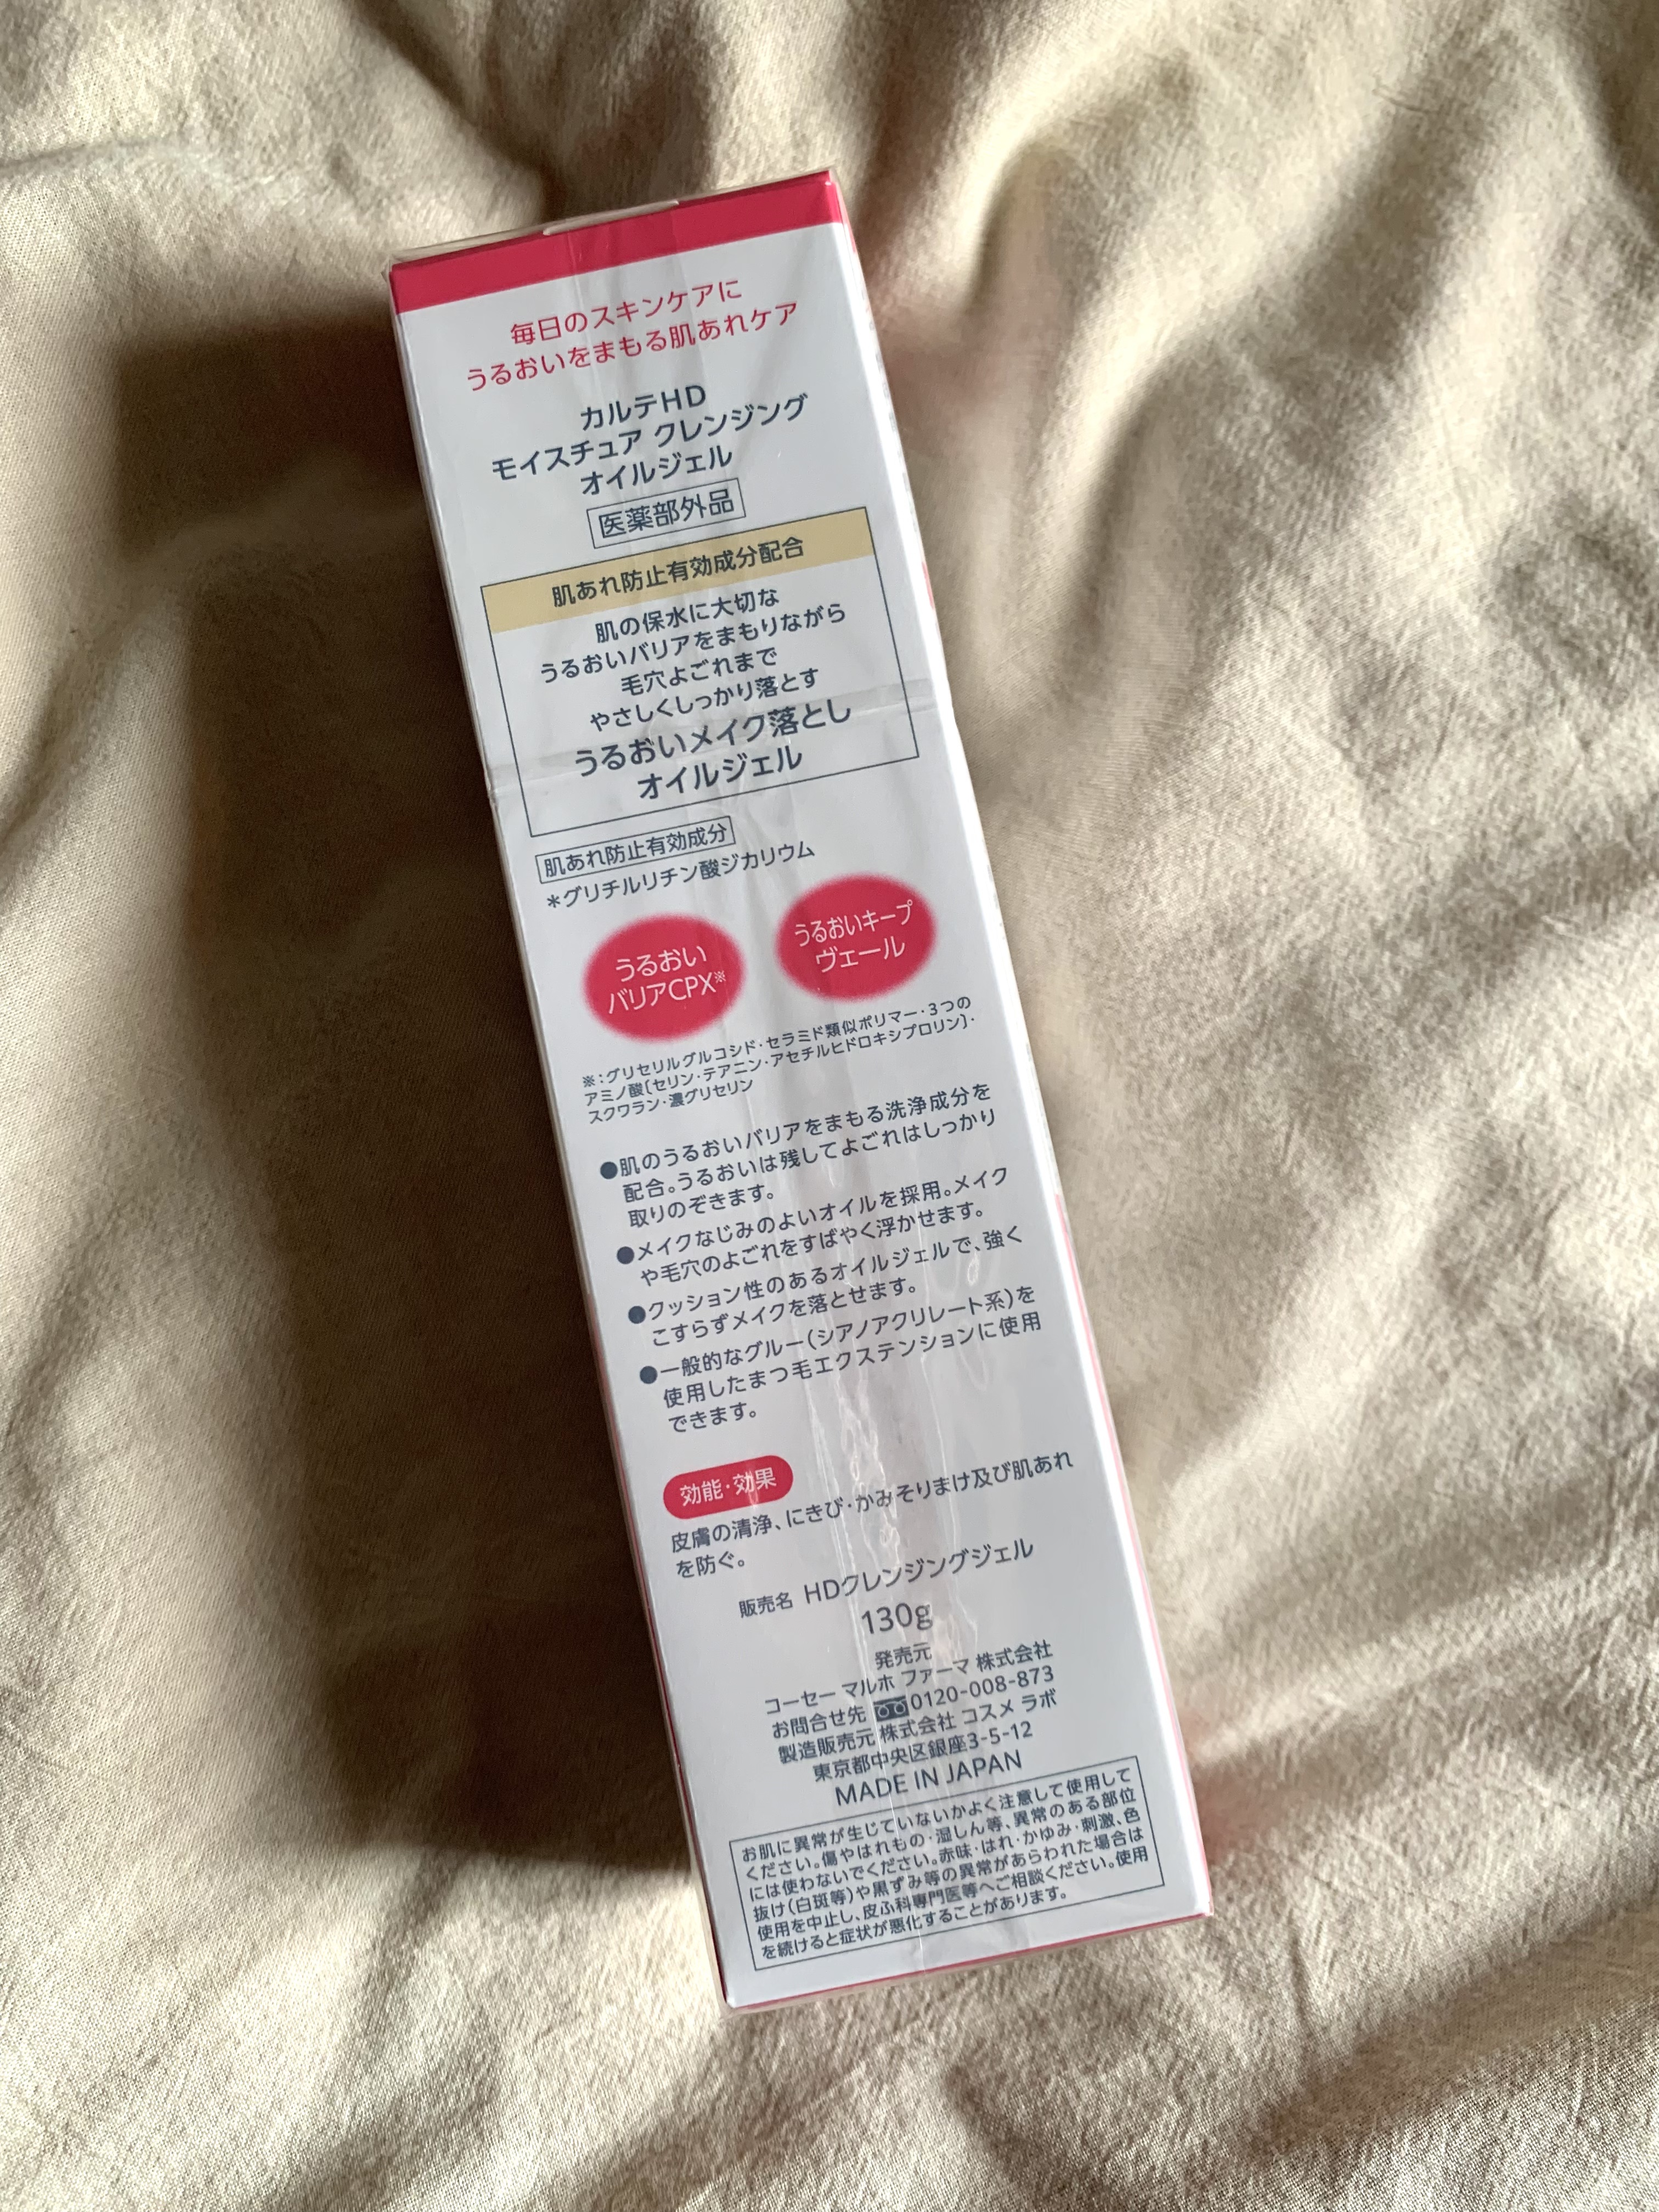 毎日のスキンケアに
うるおいをまもる肌あれケア
カルテHD
モイスチュア クレンジング
オイルジェル
医薬部外品
肌あれ防止有効成分配合
肌の保水に大切な
うるおいバリアをまもりながら
毛穴よごれまで
やさしくしっかり落とす
うるおいメイク落とし
オイルジェル
肌あれ防止有効成分
*グリチルリチン酸ジカリウム
うるおい
バリアCPX※
うるおいキープ
ヴェール
※:グリセリルグルコシド・セラミド類似ポリマー・3つの
アミノ酸〔セリン・テアニン・アセチルヒドロキシプロリン〕・
スクワラン・濃グリセリン
●肌のうるおいバリアをまもる洗浄成分を
配合。うるおいは残してよごれはしっかり
取りのぞきます。
●メイクなじみのよいオイルを採用。メイク
や毛穴のよごれをすばやく浮かせます。
●クッション性のあるオイルジェルで、強く
こすらずメイクを落とせます。
●一般的なグルー(シアノアクリレート系)を
使用したまつ毛エクステンションに使用
できます。
効能・効果
皮膚の清浄、にきび・かみそりまけ及び肌あれ
を防ぐ。
販売名 HDクレンジングジェル
130g
発売元
コーセー マルホ ファーマ 株式会社
お問合せ先 0120-008-873
製造販売元 株式会社 コスメ ラボ
東京都中央区銀座3-5-12
MADE IN JAPAN
お肌に異常が生じていないかよく注意して使用して
ください。傷やはれもの・湿しん等、異常のある部位
には使わないでください。赤味・はれ・かゆみ・刺激、色
抜け(白斑等)や黒ずみ等の異常があらわれた場合は
使用を中止し、皮ふ科専門医等へご相談ください。使用
を続けると症状が悪化することがあります。